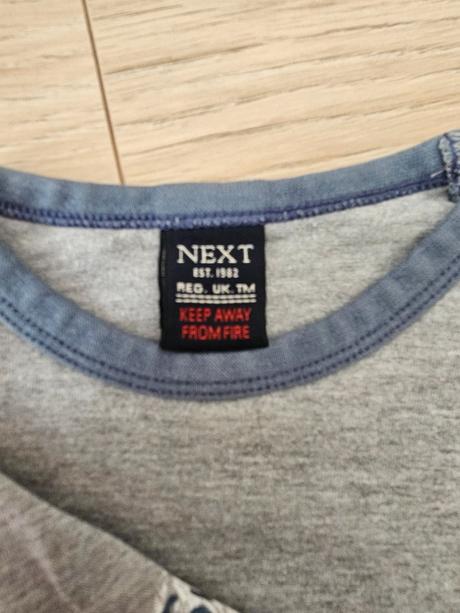 NEXT
EST. 1982
REG. UK. TM
KEEP AWAY
FROM FIRE